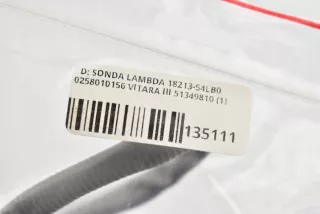 D; SONDA LAMBDA 18213-54LB0
0258010156 VITARA III 51349810 (1)
135111